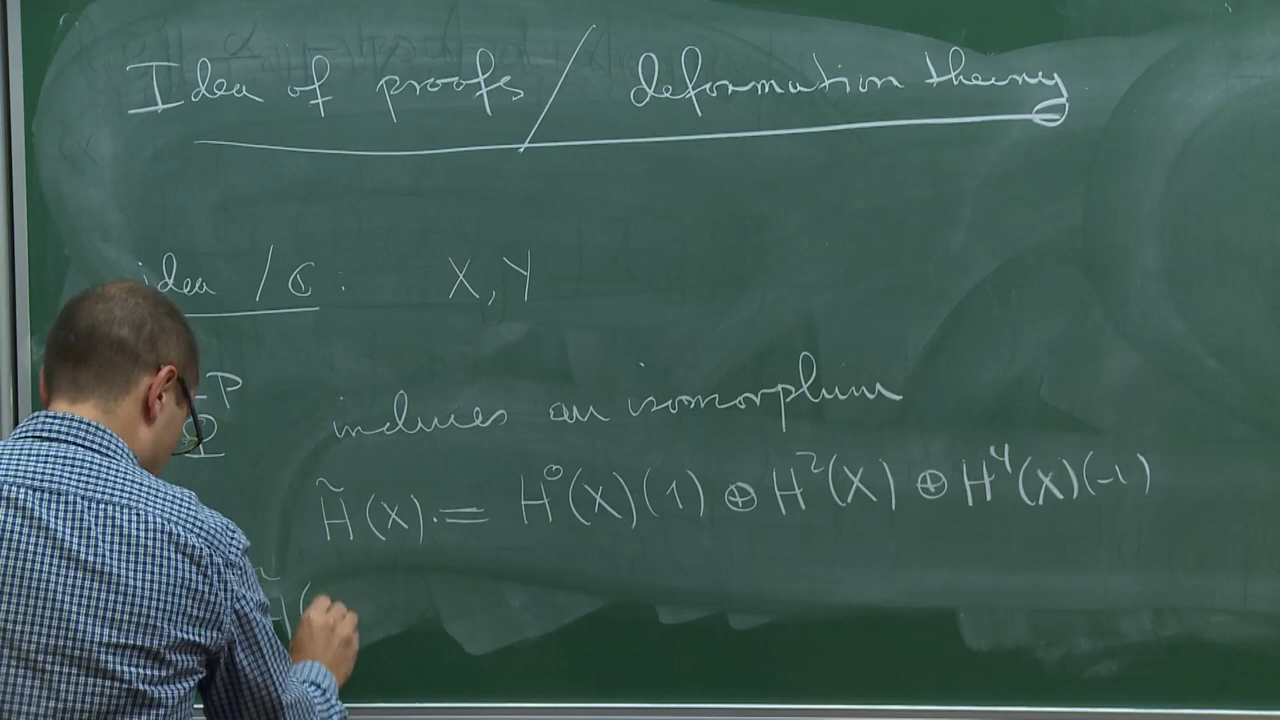 Idea of proofs / deformation theory
idea / ℂ : X, Y
P induces an isomorphism
Φ
H̃(X) := H⁰(X)(1) ⊕ H²(X) ⊕ H⁴(X)(-1)
H̃(